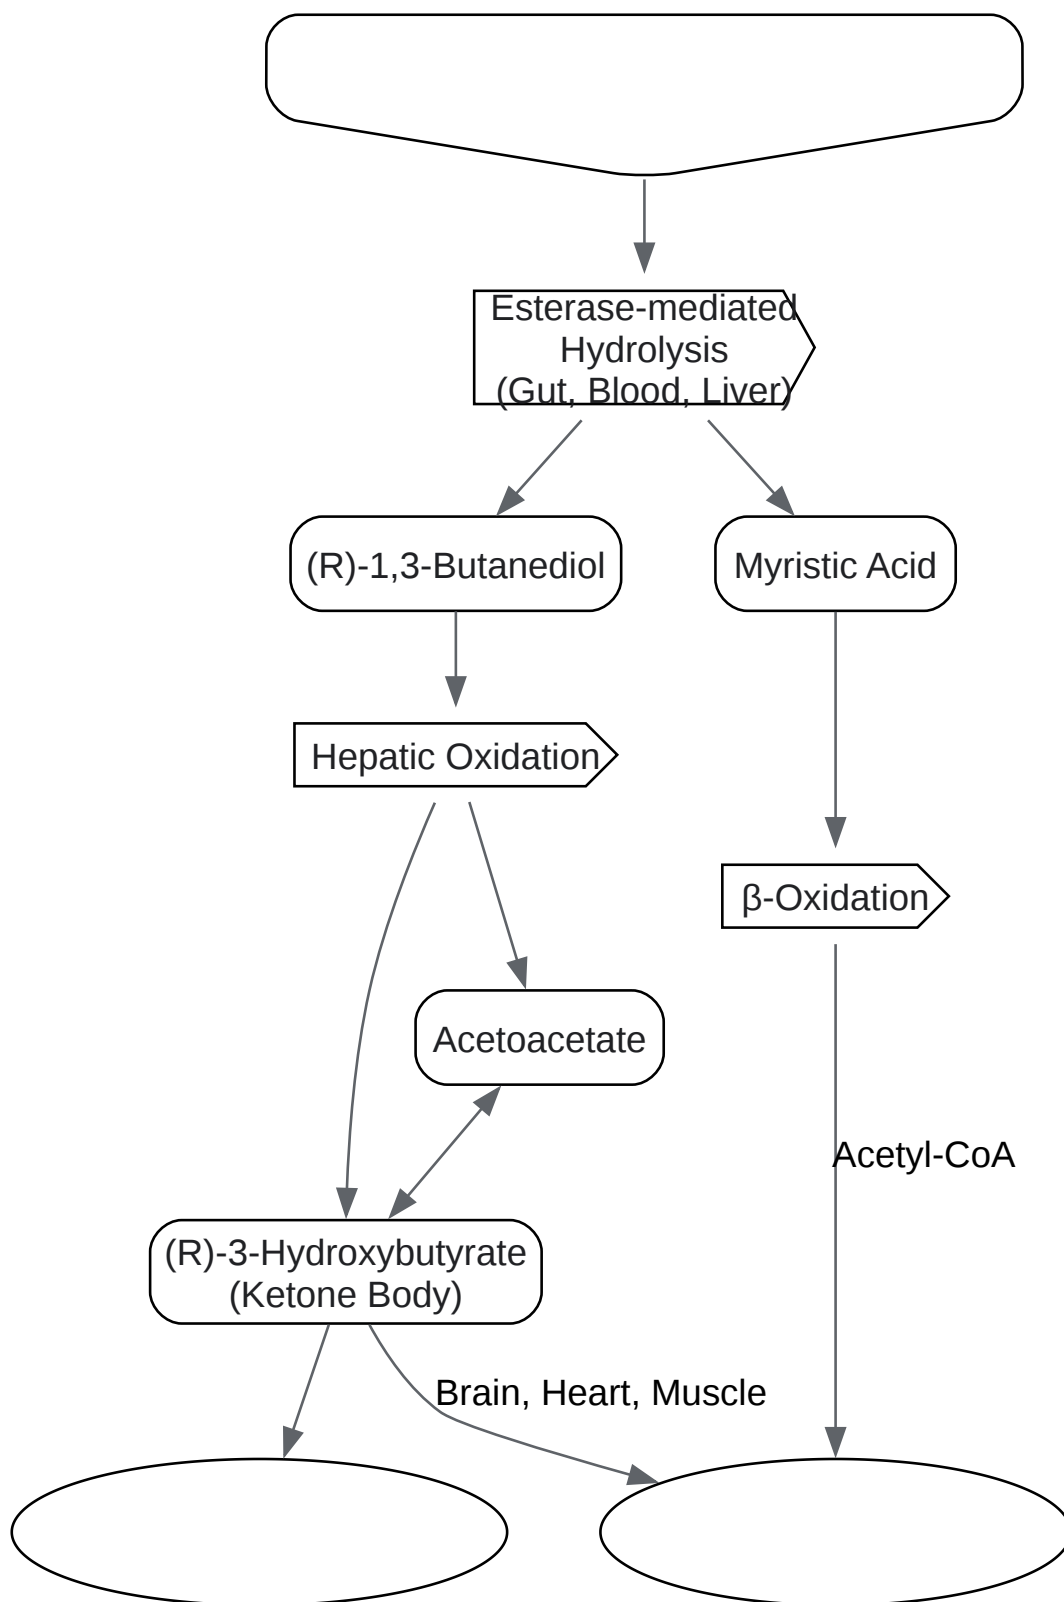 Esterase-mediated
Hydrolysis
(Gut, Blood, Liver)
(R)-1,3-Butanediol
Myristic Acid
Hepatic Oxidation
β-Oxidation
Acetoacetate
Acetyl-CoA
(R)-3-Hydroxybutyrate
(Ketone Body)
Brain, Heart, Muscle